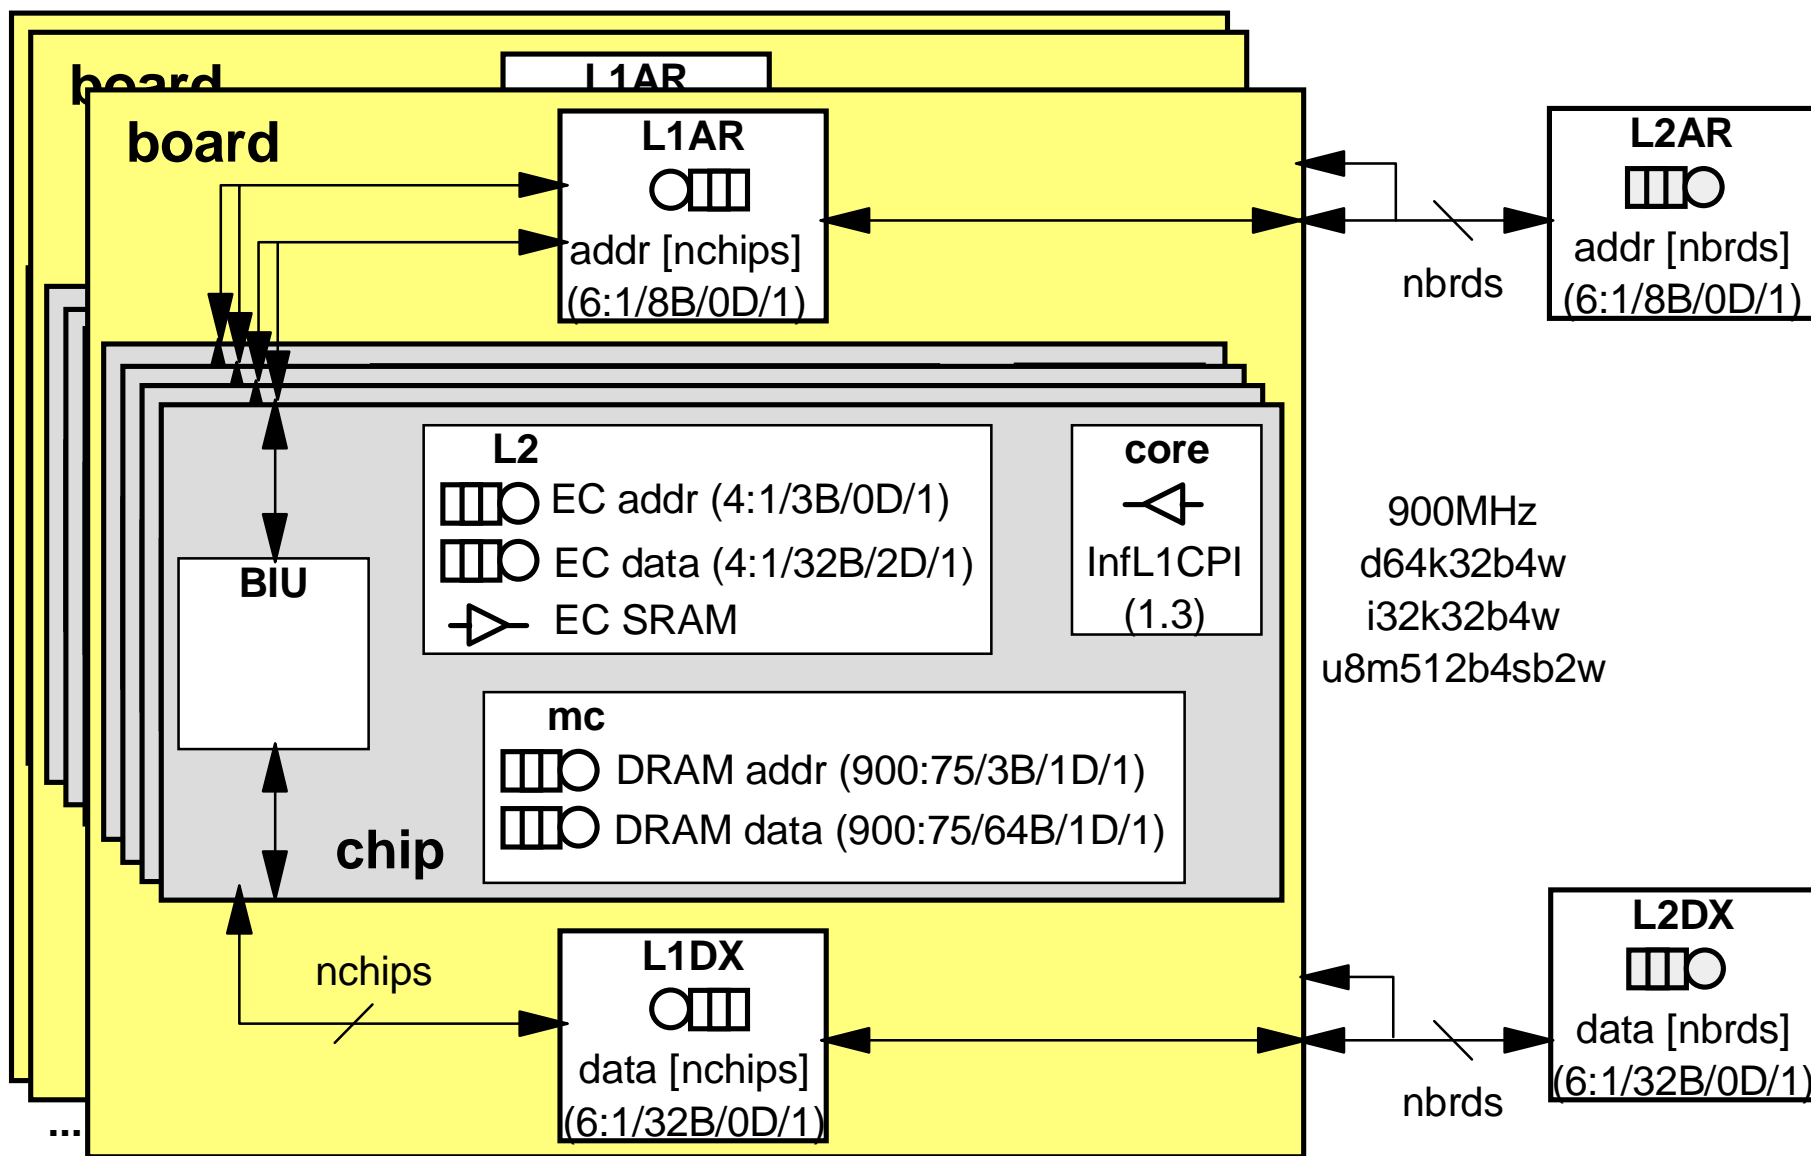 board
L1AR
board
L1AR
addr [nchips]
(6:1/8B/0D/1)
L2AR
addr [nbrds]
(6:1/8B/0D/1)
nbrds
L2
EC addr (4:1/3B/0D/1)
EC data (4:1/32B/2D/1)
EC SRAM
core
InfL1CPI
(1.3)
BIU
900MHz
d64k32b4w
i32k32b4w
u8m512b4sb2w
mc
DRAM addr (900:75/3B/1D/1)
DRAM data (900:75/64B/1D/1)
chip
nchips
L1DX
data [nchips]
(6:1/32B/0D/1)
L2DX
data [nbrds]
(6:1/32B/0D/1)
nbrds
...